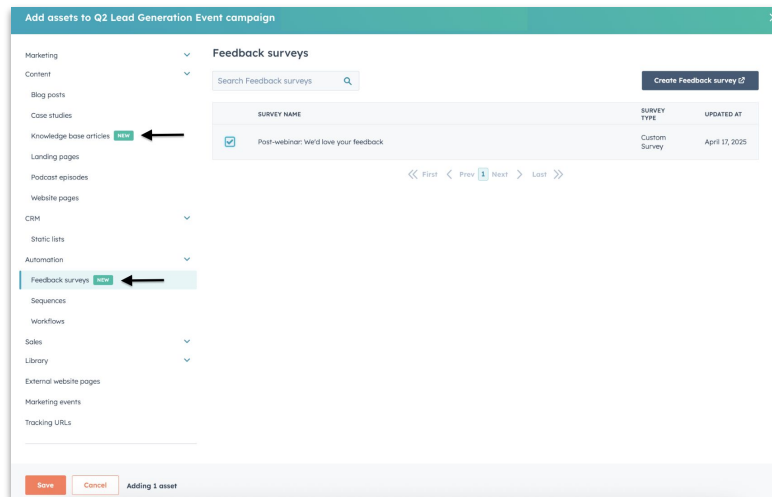 Add assets to Q2 Lead Generation Event campaign
Marketing
Content
Blog posts
Case studies
Knowledge base articles NEW
Landing pages
Podcast episodes
Website pages
CRM
Static lists
Automation
Feedback surveys NEW
Sequences
Workflows
Sales
Library
External website pages
Marketing events
Tracking URLs
Feedback surveys
Search Feedback surveys
Create Feedback survey
SURVEY NAME
SURVEY
TYPE
UPDATED AT
Post-webinar: We'd love your feedback
Custom
Survey
April 17, 2025
First Prev 1 Next Last
Save Cancel Adding 1 asset